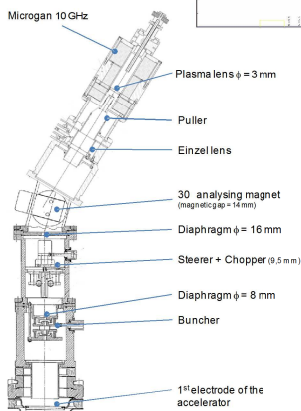 Microgan 10 GHz
Plasma lens ϕ = 3 mm
Puller
Einzel lens
30 analysing magnet
(magnetic gap = 14 mm)
Diaphragm ϕ = 16 mm
Steerer + Chopper (9,5 mm)
Diaphragm ϕ = 8 mm
Buncher
1st electrode of the
accelerator